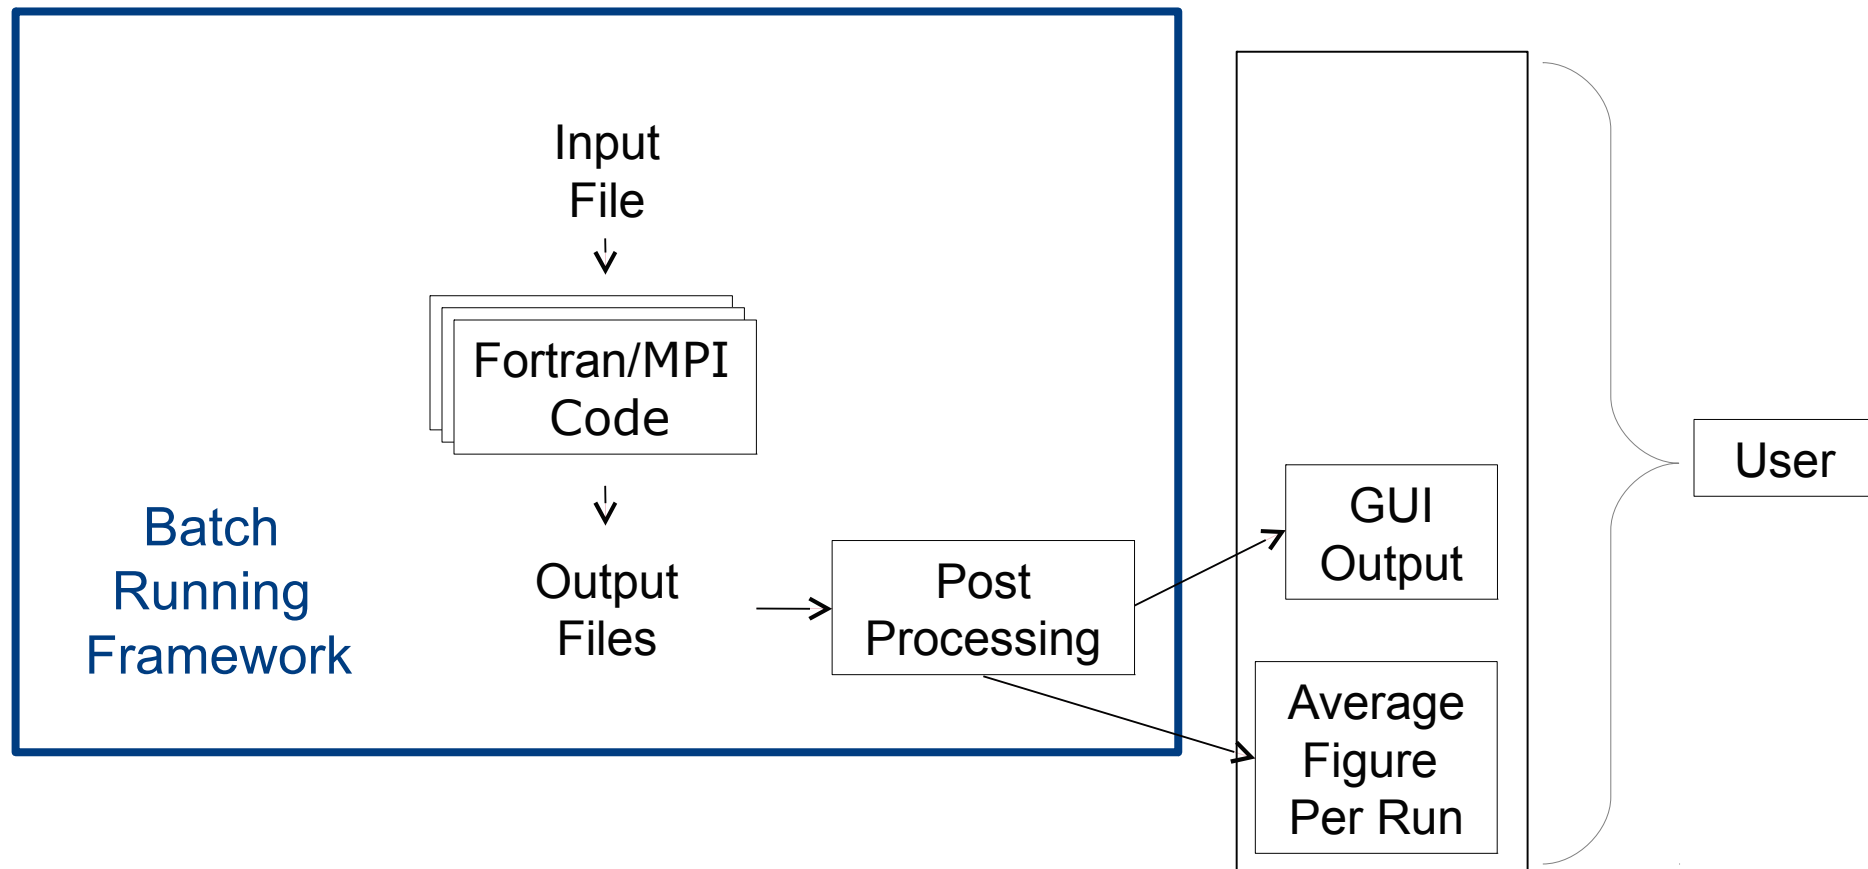 Input
File
Fortran/MPI
Code
Batch
Running
Framework
Output
Files
Post
Processing
GUI
Output
Average
Figure
Per Run
User